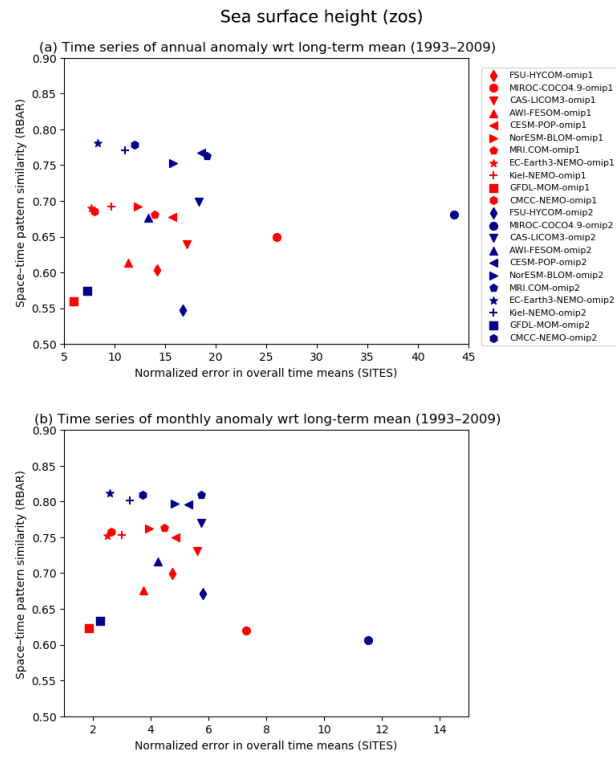 Sea surface height (zos)
(a) Time series of annual anomaly wrt long-term mean (1993–2009)
0.90
0.85
0.80
0.75
0.70
0.65
0.60
0.55
0.50
Space–time pattern similarity (RBAR)
5 10 15 20 25 30 35 40 45
Normalized error in overall time means (SITES)
FSU-HYCOM-omip1
MIROC-COCO4.9-omip1
CAS-LICOM3-omip1
AWI-FESOM-omip1
CESM-POP-omip1
NorESM-BLOM-omip1
MRI.COM-omip1
EC-Earth3-NEMO-omip1
Kiel-NEMO-omip1
GFDL-MOM-omip1
CMCC-NEMO-omip1
FSU-HYCOM-omip2
MIROC-COCO4.9-omip2
CAS-LICOM3-omip2
AWI-FESOM-omip2
CESM-POP-omip2
NorESM-BLOM-omip2
MRI.COM-omip2
EC-Earth3-NEMO-omip2
Kiel-NEMO-omip2
GFDL-MOM-omip2
CMCC-NEMO-omip2
(b) Time series of monthly anomaly wrt long-term mean (1993–2009)
0.90
0.85
0.80
0.75
0.70
0.65
0.60
0.55
0.50
Space–time pattern similarity (RBAR)
2 4 6 8 10 12 14
Normalized error in overall time means (SITES)